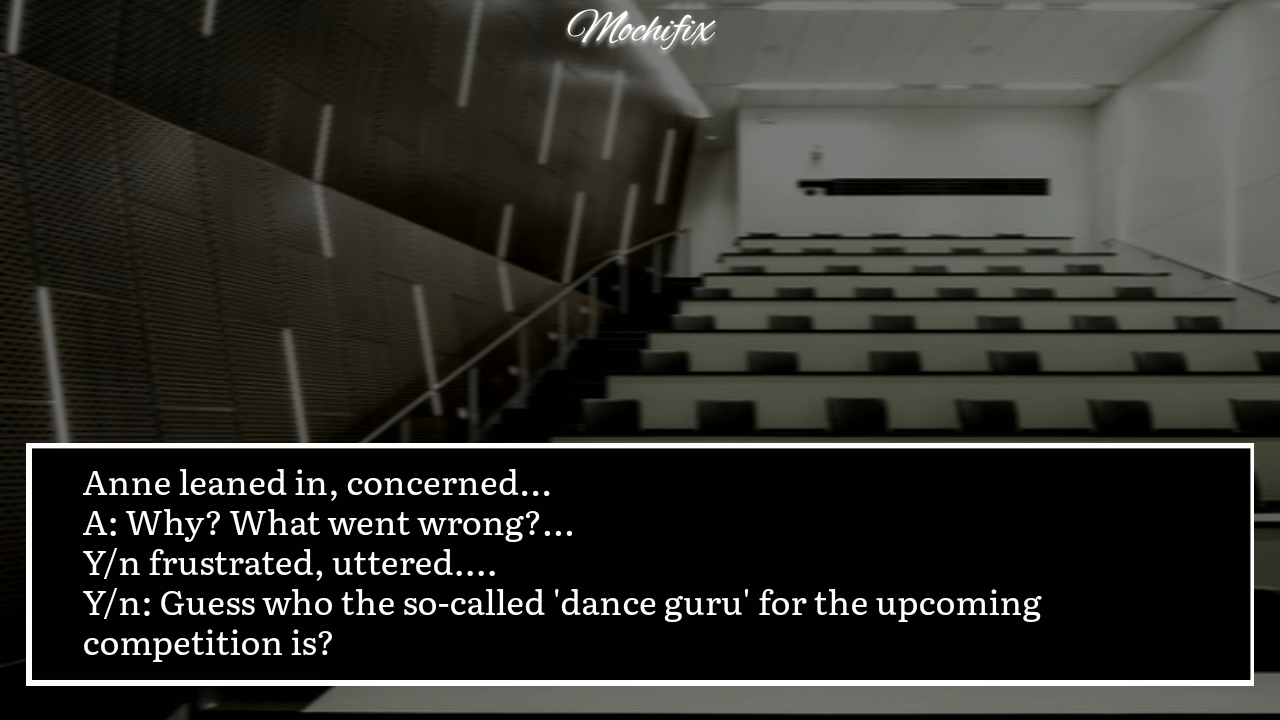 Mochifix
Anne leaned in, concerned...
A: Why? What went wrong?...
Y/n frustrated, uttered....
Y/n: Guess who the so-called 'dance guru' for the upcoming
competition is?